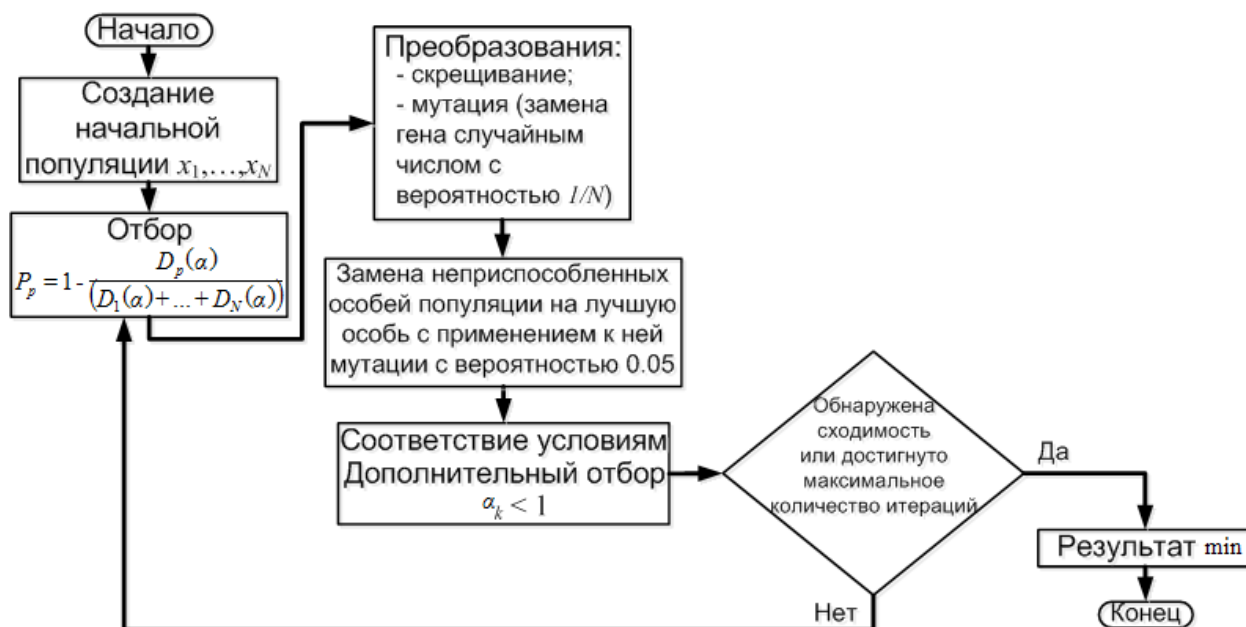 Начало
Создание
начальной
популяции x₁,…,x_N
Отбор
P_p = 1 - D_p(α) / (D₁(α)+...+D_N(α))
Преобразования:
- скрещивание;
- мутация (замена
гена случайным
числом с
вероятностью 1/N)
Замена неприспособленных
особей популяции на лучшую
особь с применением к ней
мутации с вероятностью 0.05
Соответствие условиям
Дополнительный отбор
α_k < 1
Обнаружена
сходимость
или достигнуто
максимальное
количество итераций
Да
Нет
Результат min
Конец